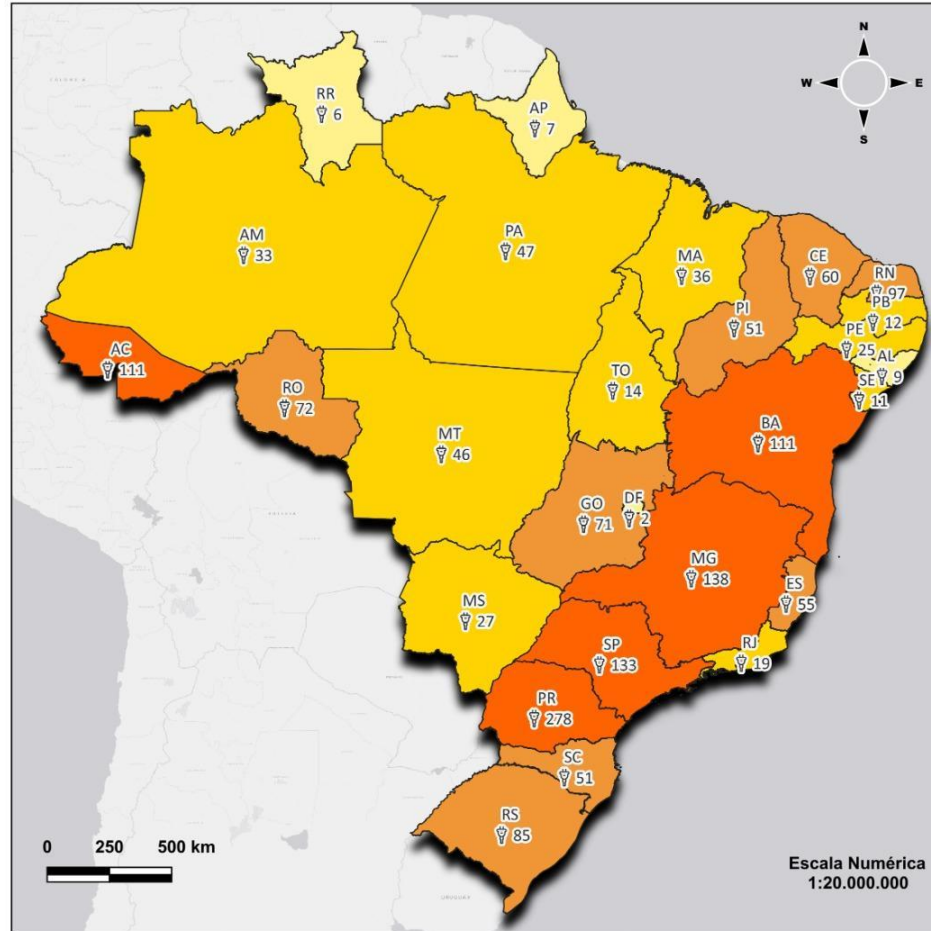 N
W E
S
RR
6
AP
7
AM
33
PA
47
MA
36
CE
60
RN
97
PB
12
PI
51
PE
25
AL
9
SE
11
AC
111
RO
72
TO
14
BA
111
MT
46
GO
71
DF
2
MG
138
ES
55
MS
27
SP
133
RJ
19
PR
278
SC
51
RS
85
0 250 500 km
Escala Numérica
1:20.000.000
URUGUAY